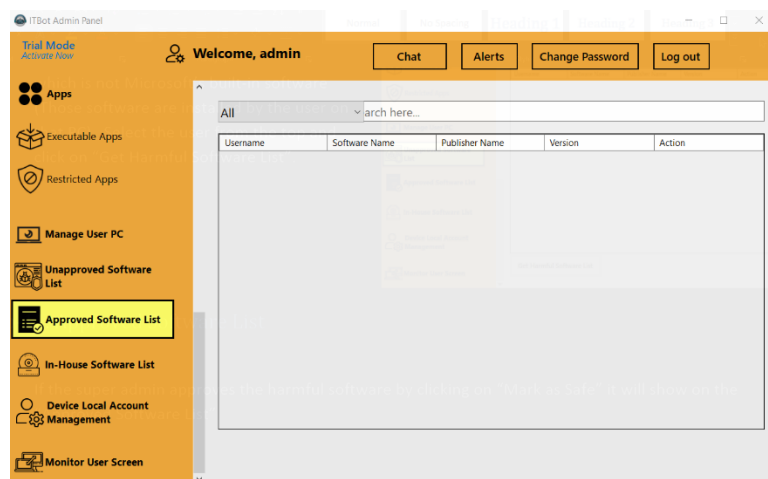 ITBot Admin Panel
Trial Mode
Activate Now
Welcome, admin
Chat
Alerts
Change Password
Log out
Apps
Executable Apps
Restricted Apps
Manage User PC
Unapproved Software
List
Approved Software List
In-House Software List
Device Local Account
Management
Monitor User Screen
All
arch here...
Username
Software Name
Publisher Name
Version
Action